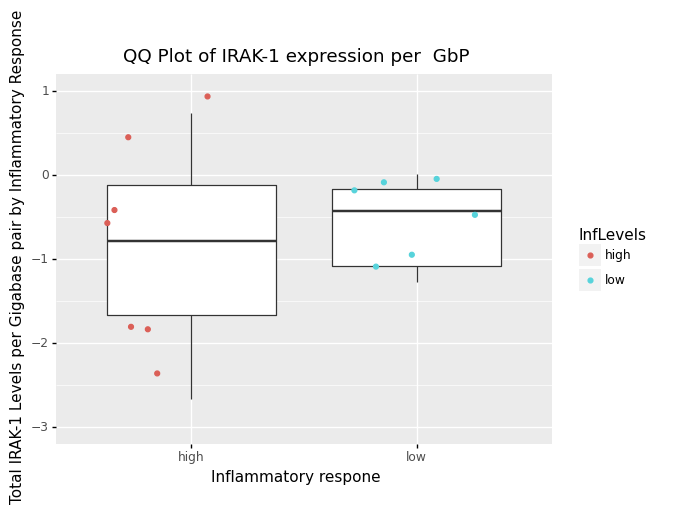 QQ Plot of IRAK-1 expression per  GbP
Total IRAK-1 Levels per Gigabase pair by Inflammatory Response
1
0
−1
−2
−3
high
low
Inflammatory respone
InfLevels
high
low